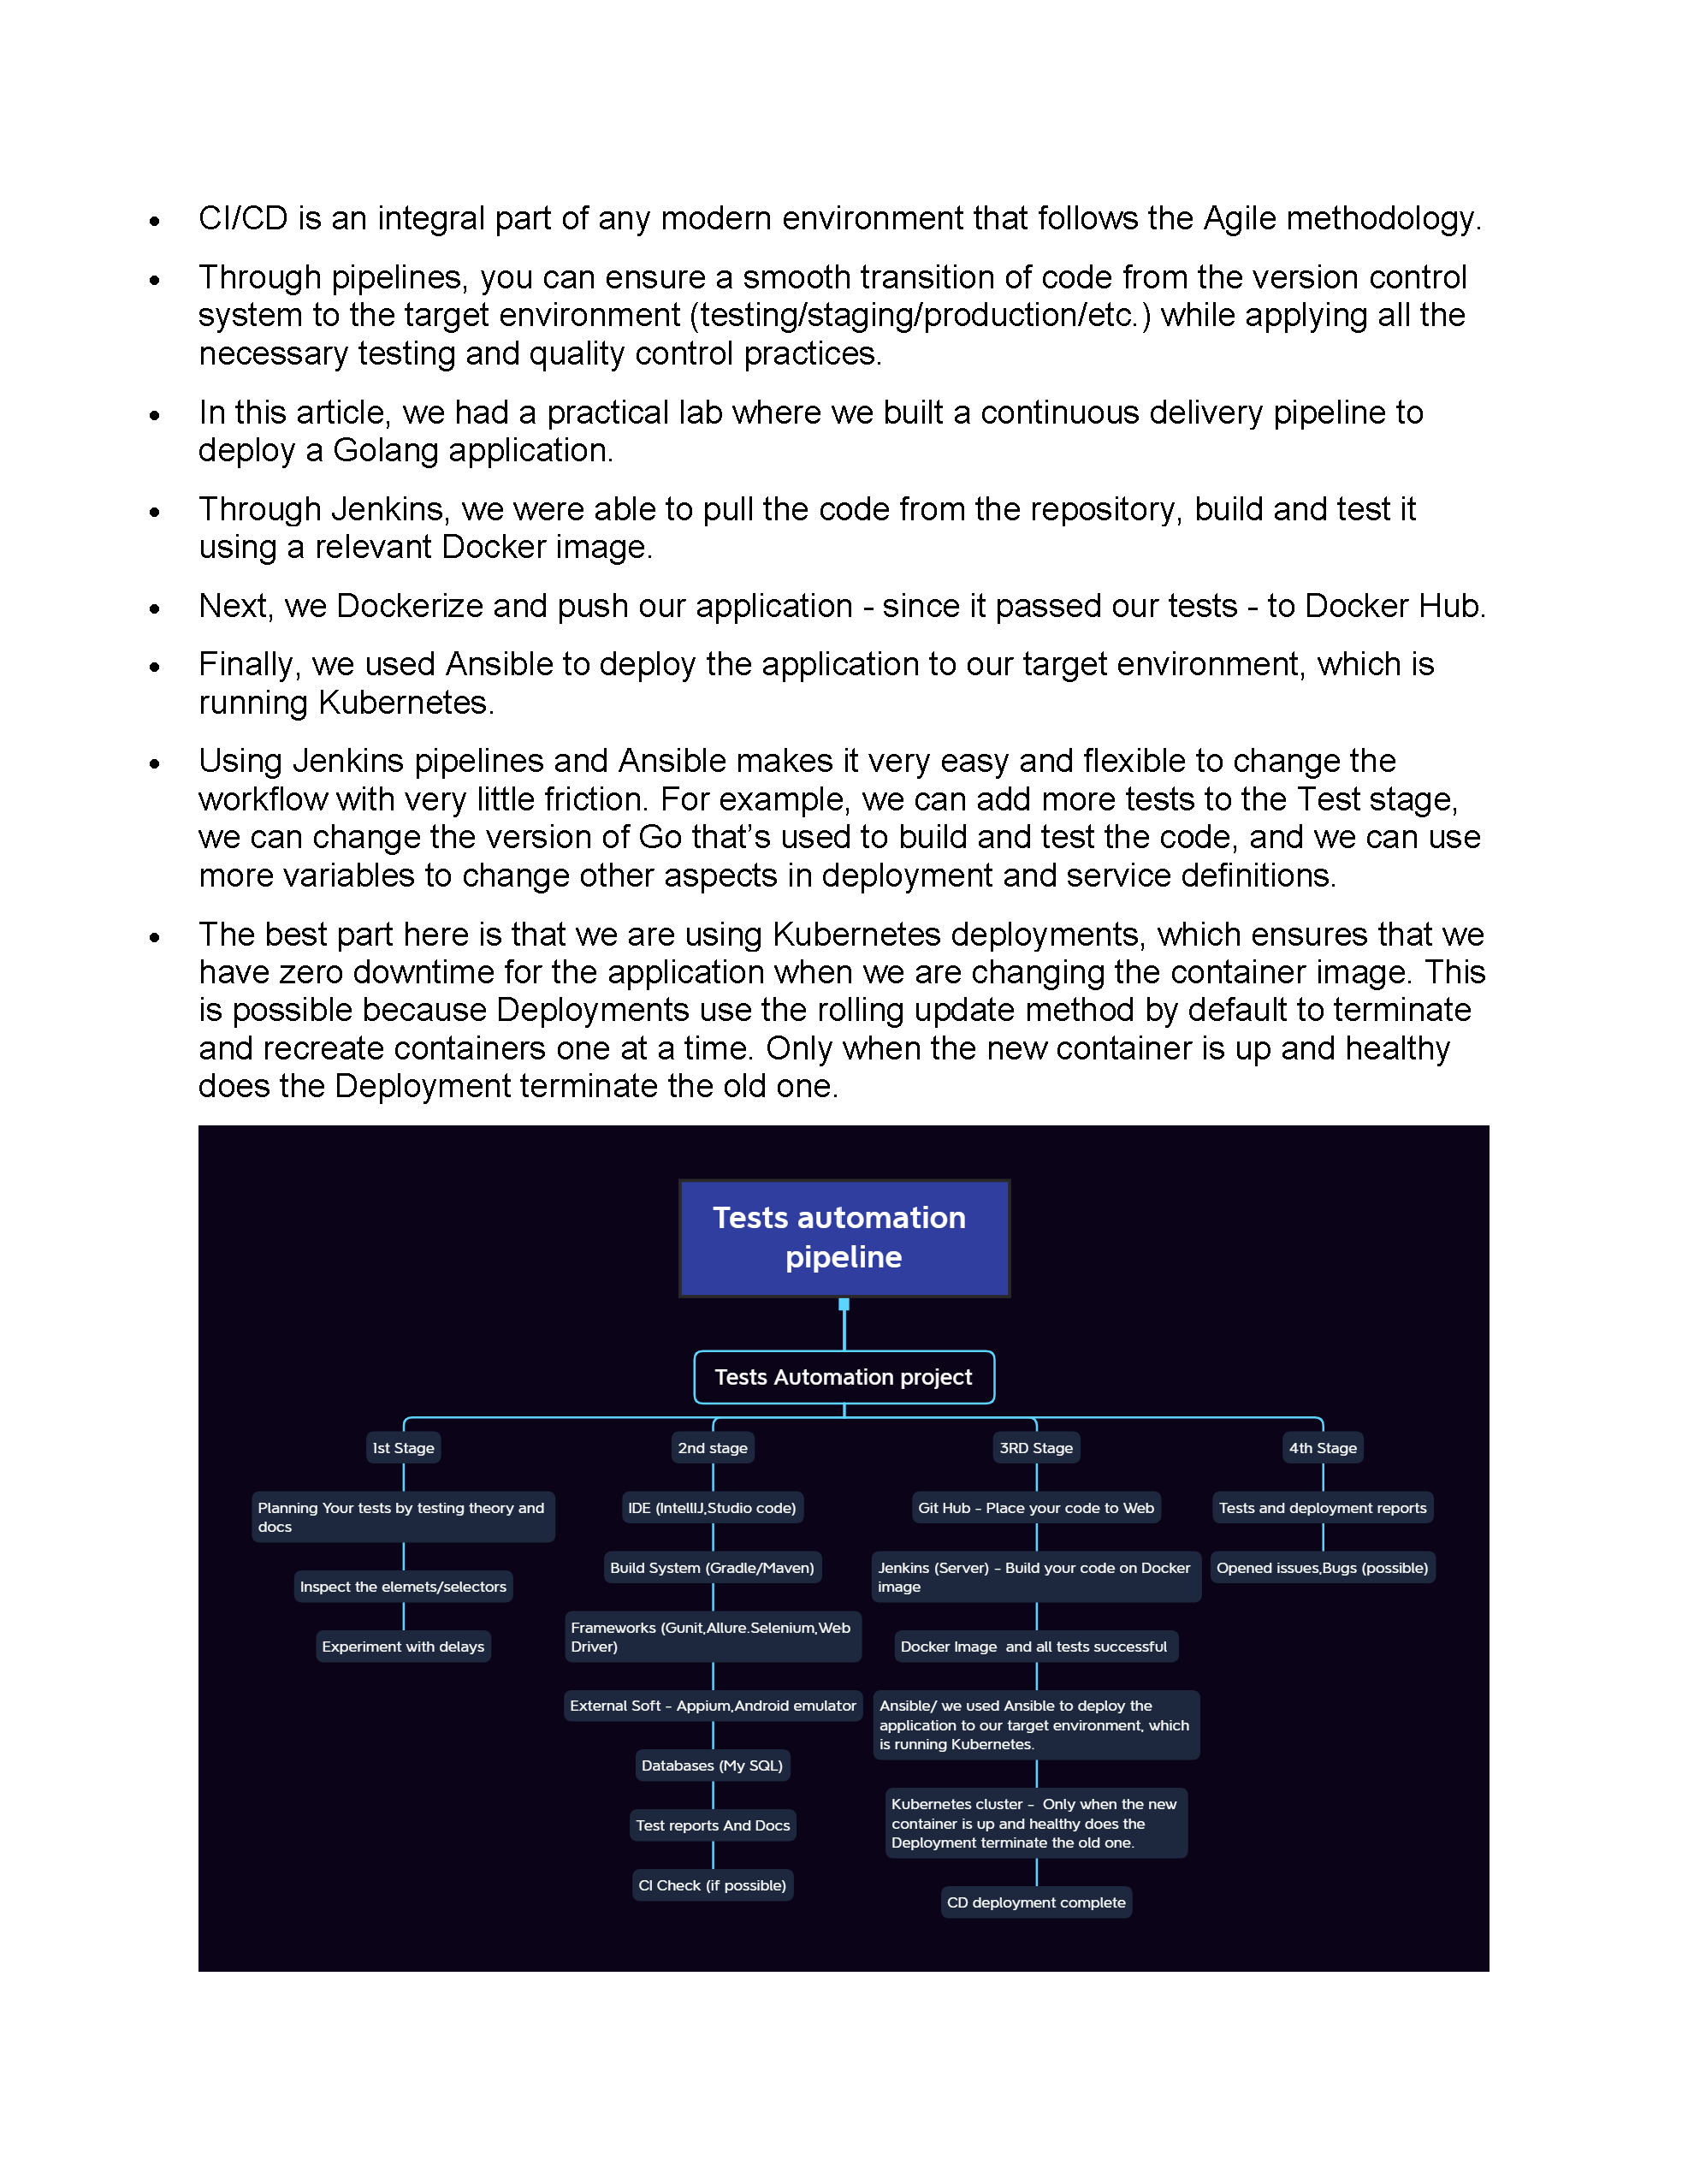 • CI/CD is an integral part of any modern environment that follows the Agile methodology.
• Through pipelines, you can ensure a smooth transition of code from the version control
system to the target environment (testing/staging/production/etc.) while applying all the
necessary testing and quality control practices.
• In this article, we had a practical lab where we built a continuous delivery pipeline to
deploy a Golang application.
• Through Jenkins, we were able to pull the code from the repository, build and test it
using a relevant Docker image.
• Next, we Dockerize and push our application - since it passed our tests - to Docker Hub.
• Finally, we used Ansible to deploy the application to our target environment, which is
running Kubernetes.
• Using Jenkins pipelines and Ansible makes it very easy and flexible to change the
workflow with very little friction. For example, we can add more tests to the Test stage,
we can change the version of Go that’s used to build and test the code, and we can use
more variables to change other aspects in deployment and service definitions.
• The best part here is that we are using Kubernetes deployments, which ensures that we
have zero downtime for the application when we are changing the container image. This
is possible because Deployments use the rolling update method by default to terminate
and recreate containers one at a time. Only when the new container is up and healthy
does the Deployment terminate the old one.
Tests automation
pipeline
Tests Automation project
1st Stage
Planning Your tests by testing theory and
docs
Inspect the elemets/selectors
Experiment with delays
2nd stage
IDE (IntellIJ,Studio code)
Build System (Gradle/Maven)
Frameworks (Gunit,Allure.Selenium,Web
Driver)
External Soft - Appium,Android emulator
Databases (My SQL)
Test reports And Docs
CI Check (if possible)
3RD Stage
Git Hub - Place your code to Web
Jenkins (Server) - Build your code on Docker
image
Docker Image and all tests successful
Ansible/ we used Ansible to deploy the
application to our target environment, which
is running Kubernetes.
Kubernetes cluster - Only when the new
container is up and healthy does the
Deployment terminate the old one.
CD deployment complete
4th Stage
Tests and deployment reports
Opened issues,Bugs (possible)